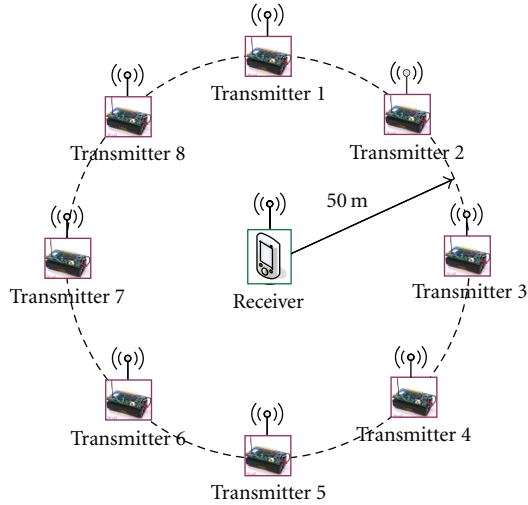 Transmitter 1
Transmitter 8
Transmitter 2
50 m
Transmitter 7
Receiver
Transmitter 3
Transmitter 6
Transmitter 4
Transmitter 5